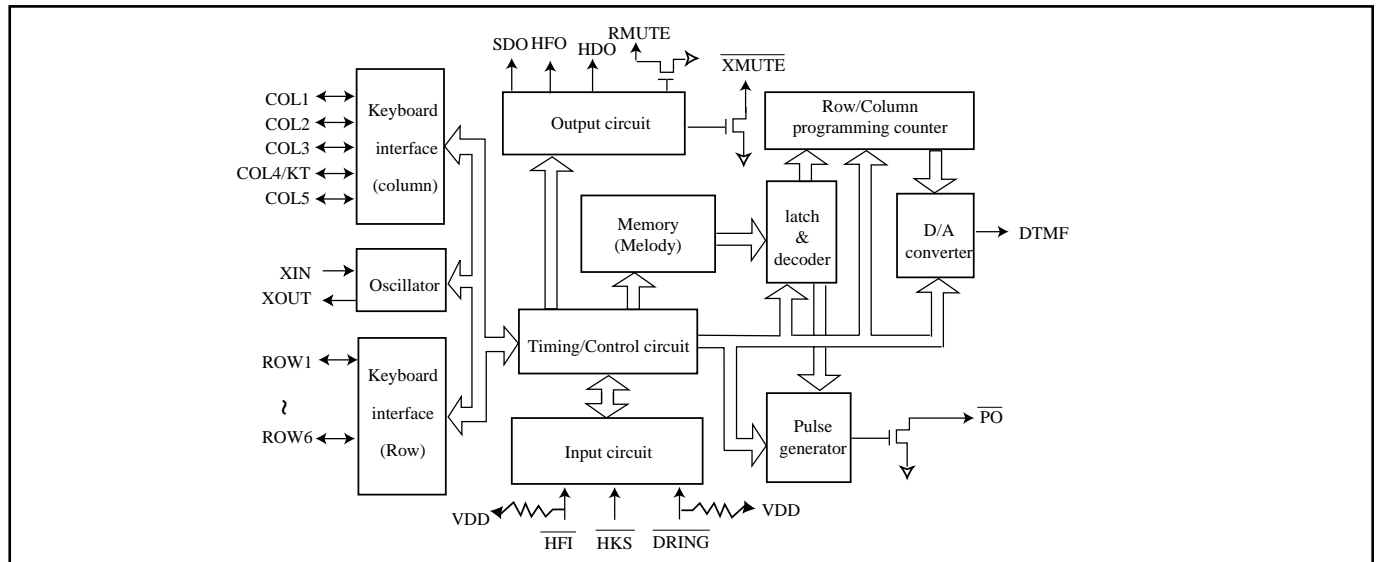 SDO HFO HDO RMUTE
XMUTE
COL1
COL2
COL3
COL4/KT
COL5
Keyboard
interface
(column)
Output circuit
Row/Column
programming counter
Memory
(Melody)
latch
&
decoder
D/A
converter
DTMF
XIN
XOUT
Oscillator
Timing/Control circuit
ROW1
~
ROW6
Keyboard
interface
(Row)
Input circuit
Pulse
generator
PO
VDD
VDD
HFI
HKS
DRING